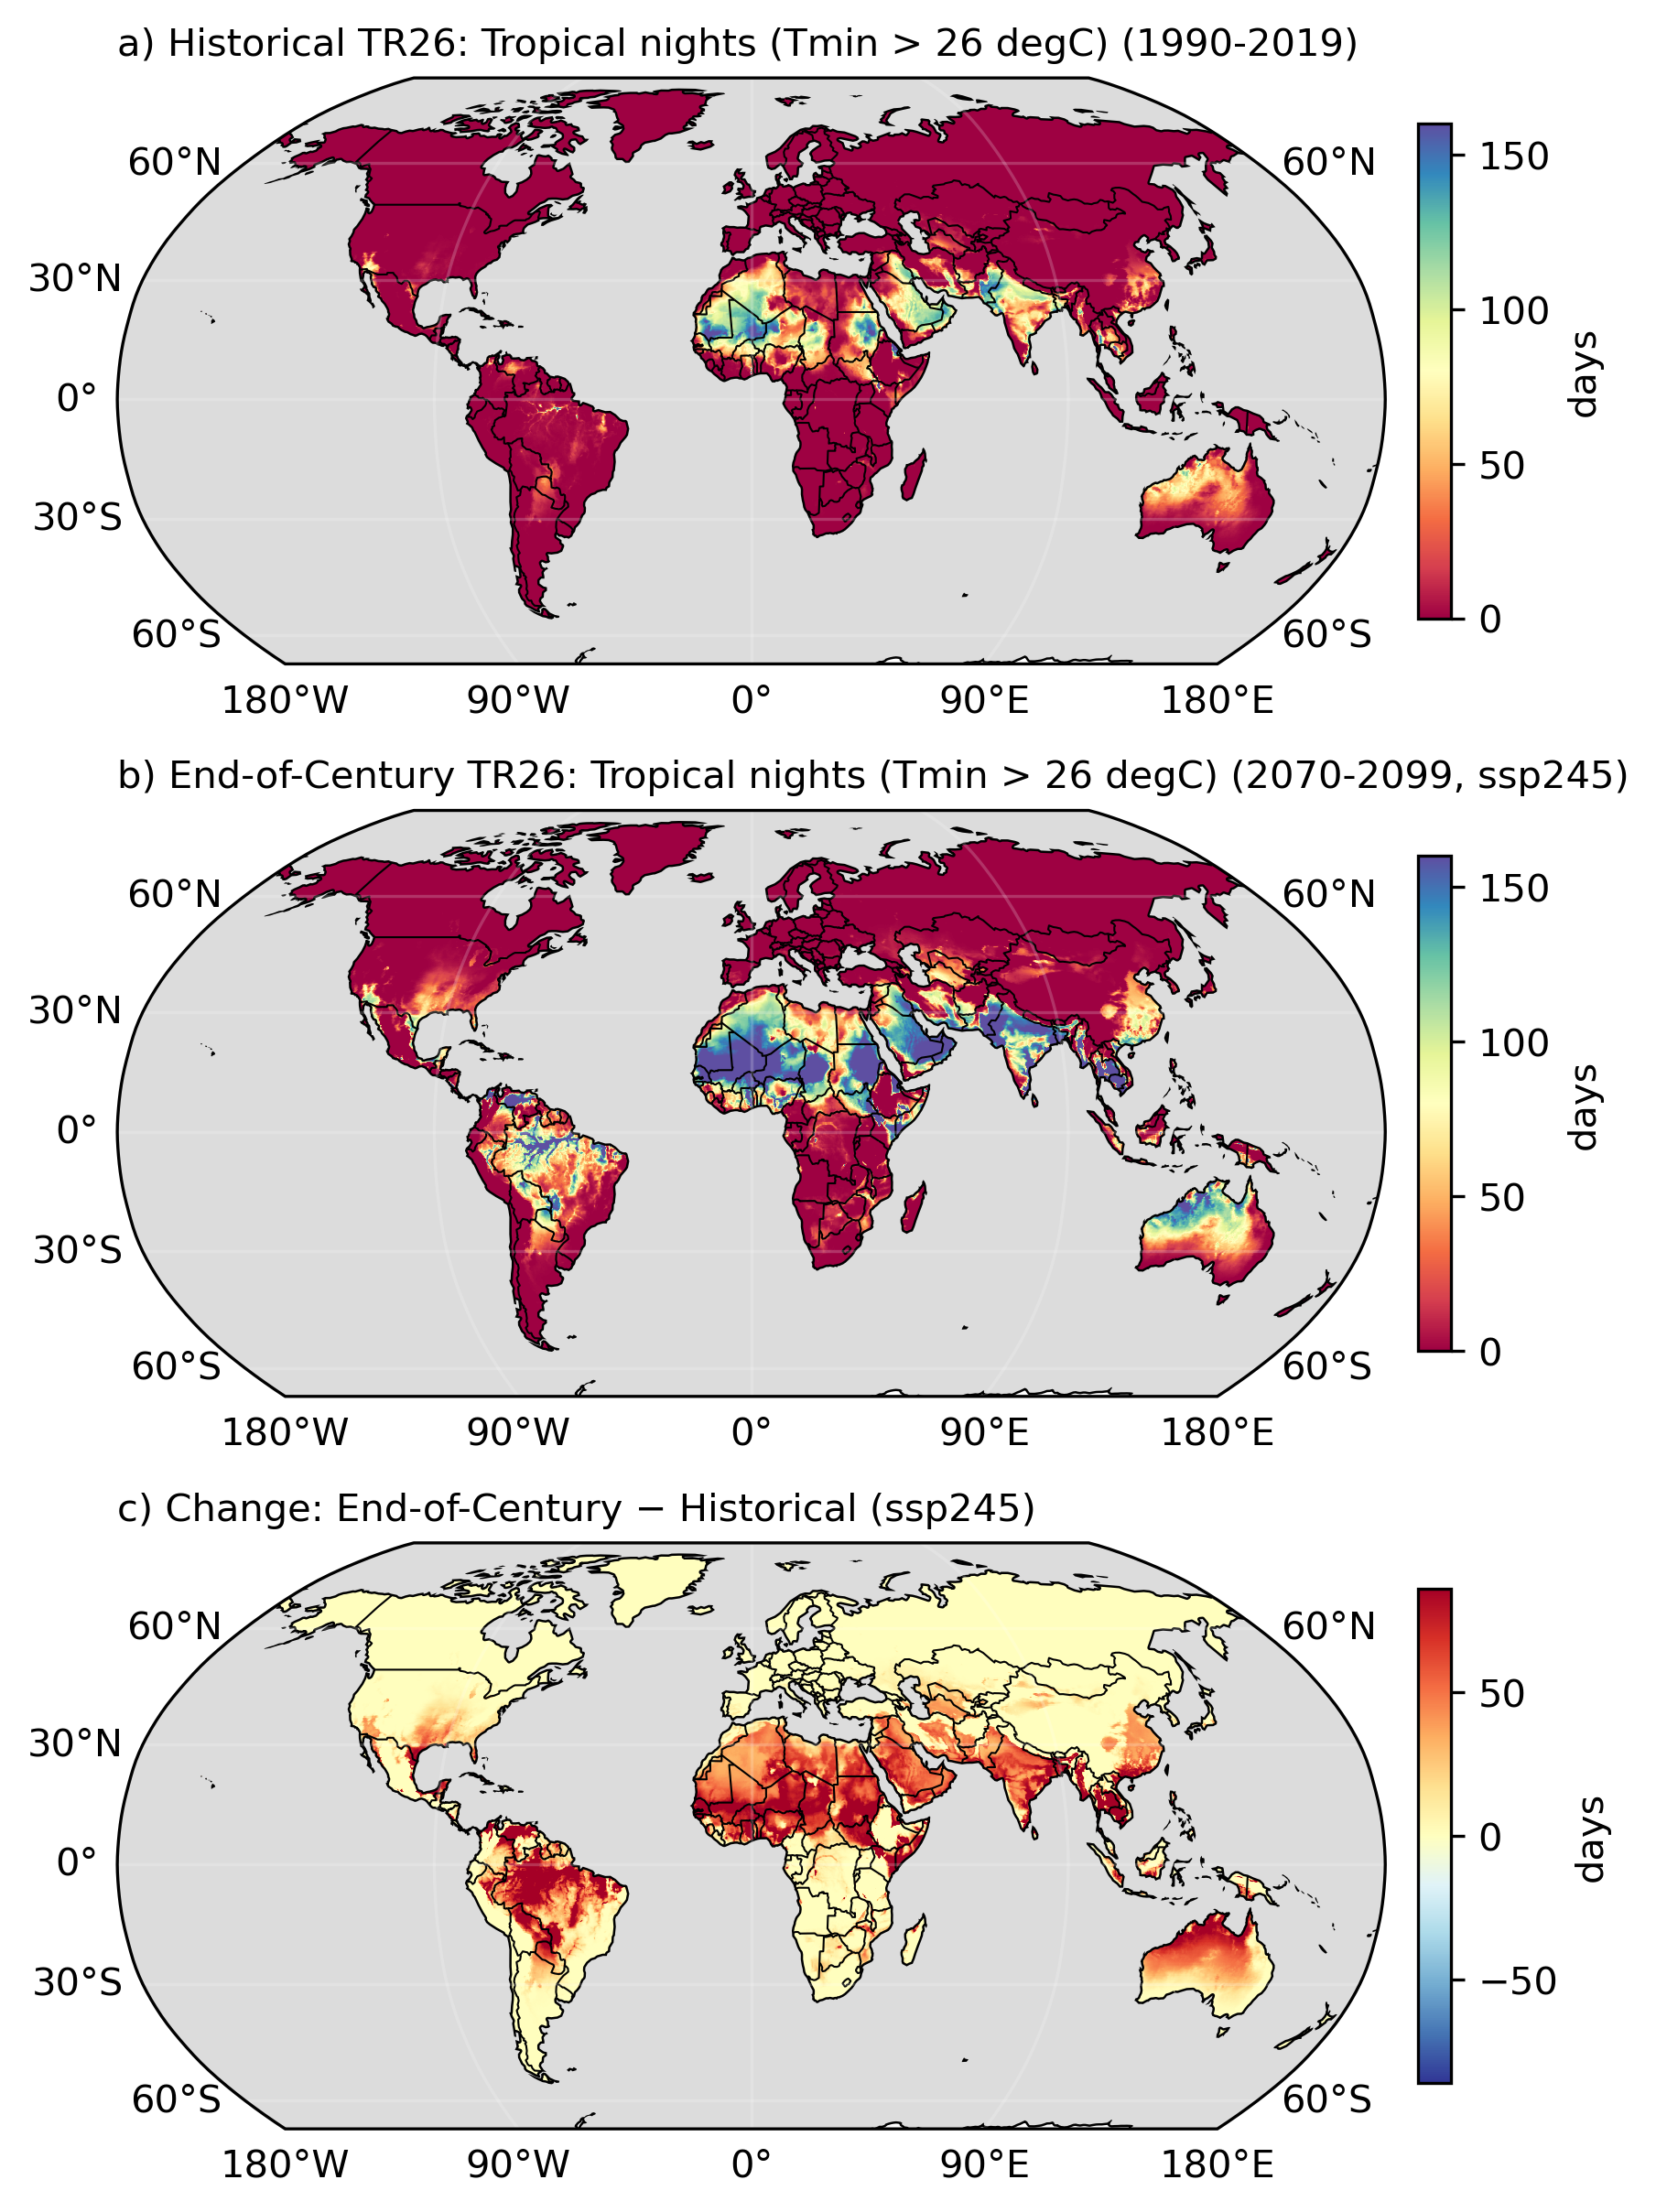 a) Historical TR26: Tropical nights (Tmin > 26 degC) (1990-2019)
60°N 60°N
30°N
0°
30°S
60°S 60°S
180°W 90°W 0° 90°E 180°E
150
100
50
0
days
b) End-of-Century TR26: Tropical nights (Tmin > 26 degC) (2070-2099, ssp245)
60°N 60°N
30°N
0°
30°S
60°S 60°S
180°W 90°W 0° 90°E 180°E
150
100
50
0
days
c) Change: End-of-Century − Historical (ssp245)
60°N 60°N
30°N
0°
30°S
60°S 60°S
180°W 90°W 0° 90°E 180°E
50
0
−50
days